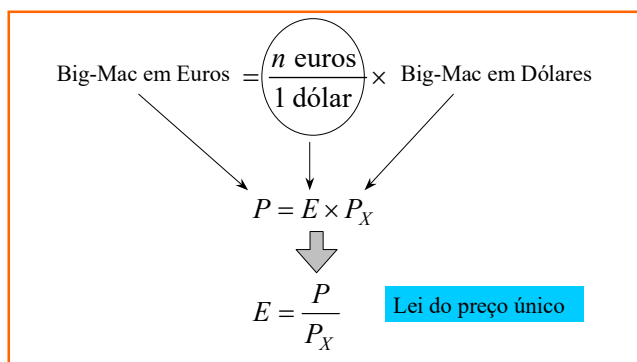 Big-Mac em Euros = n euros / 1 dólar × Big-Mac em Dólares
P = E × P_X
E = P / P_X
Lei do preço único